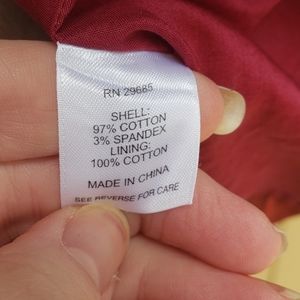 RN 29685
SHELL:
97% COTTON
3% SPANDEX
LINING:
100% COTTON
MADE IN CHINA
SEE REVERSE FOR CARE